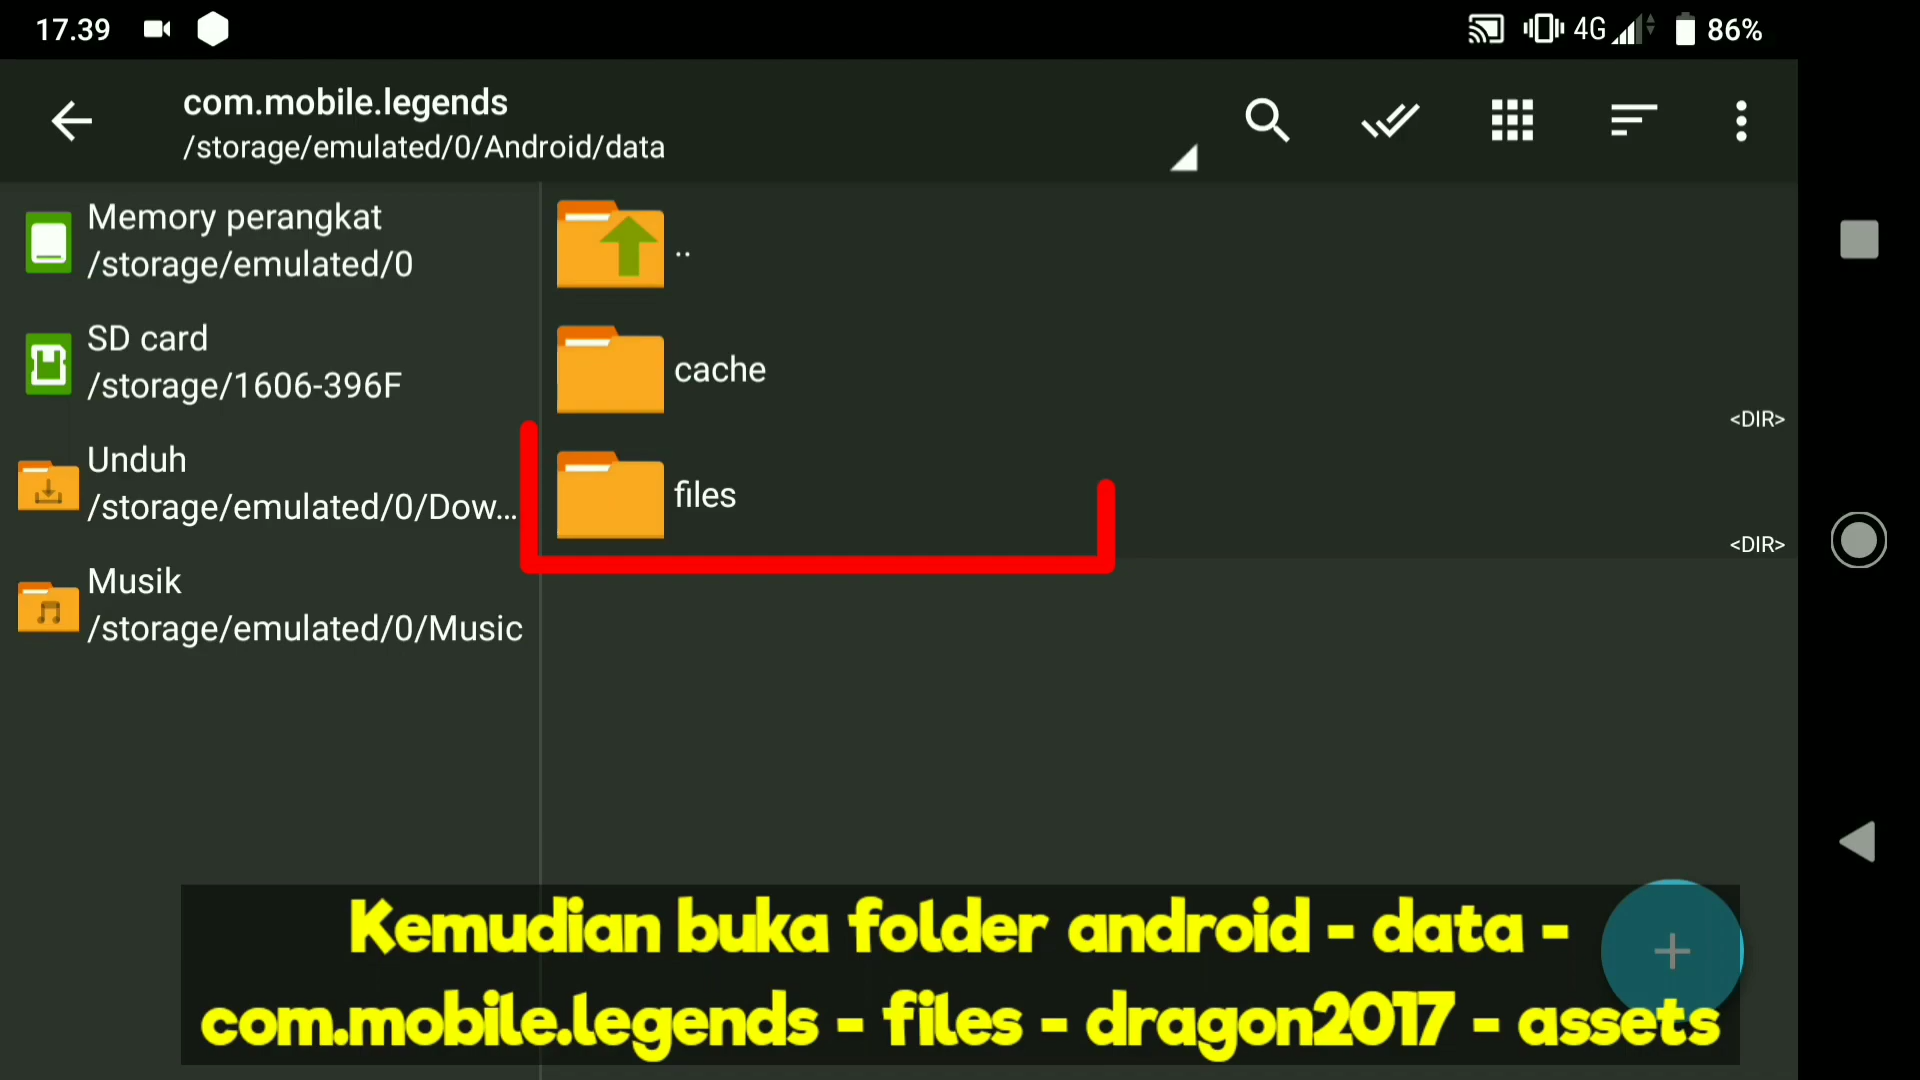 17.39
4G
86%
com.mobile.legends
/storage/emulated/0/Android/data
Memory perangkat
/storage/emulated/0
SD card
/storage/1606-396F
Unduh
/storage/emulated/0/Dow...
Musik
/storage/emulated/0/Music
..
cache
<DIR>
files
<DIR>
Kemudian buka folder android - data -
com.mobile.legends - files - dragon2017 - assets